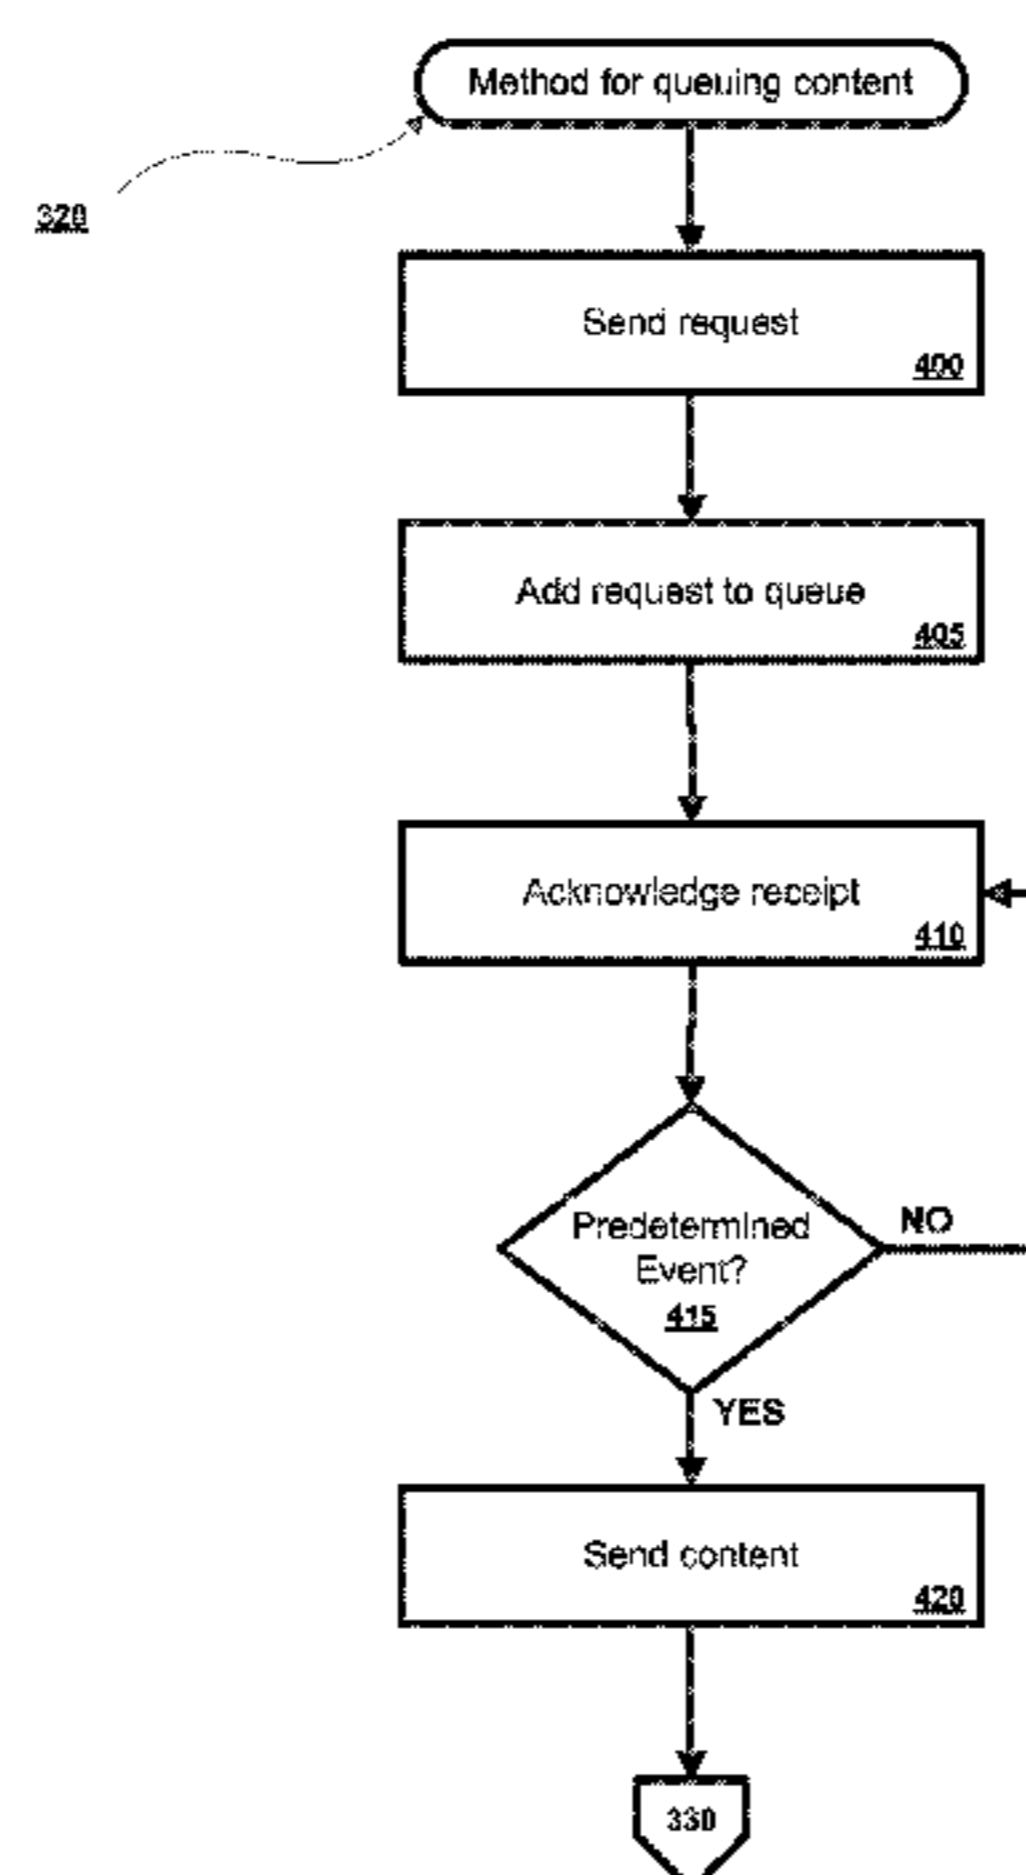 Method for queuing content
320
Send request
400
Add request to queue
405
Acknowledge receipt
410
Predetermined
Event?
415
NO
YES
Send content
420
330